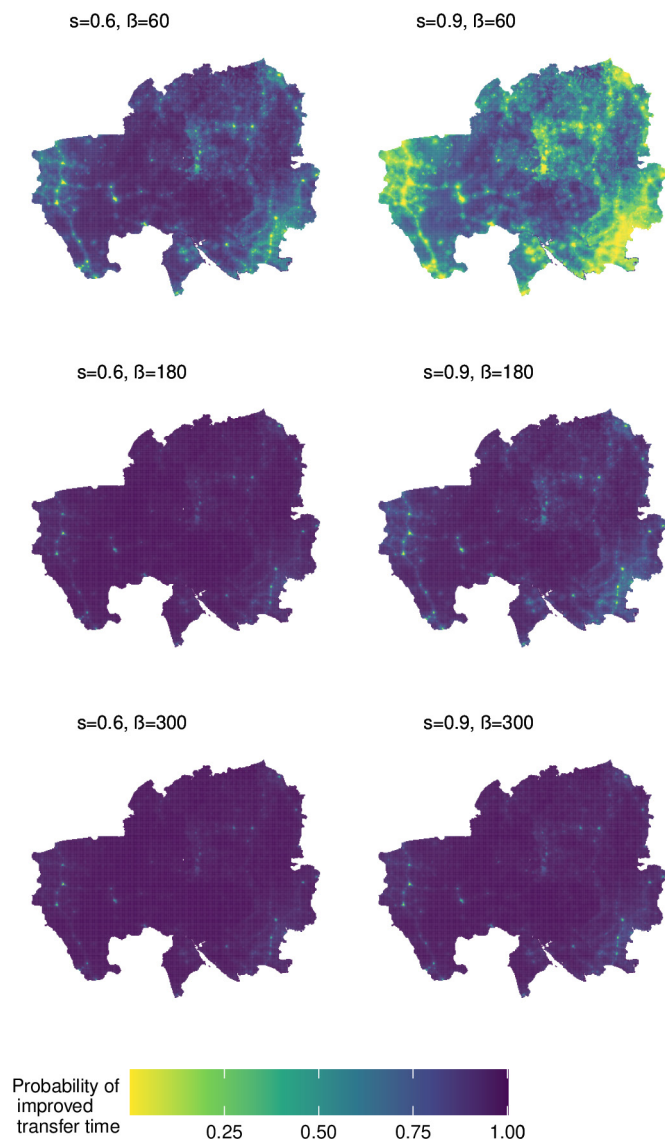 s=0.6, ß=60
s=0.9, ß=60
s=0.6, ß=180
s=0.9, ß=180
s=0.6, ß=300
s=0.9, ß=300
Probability of
improved
transfer time
0.25 0.50 0.75 1.00